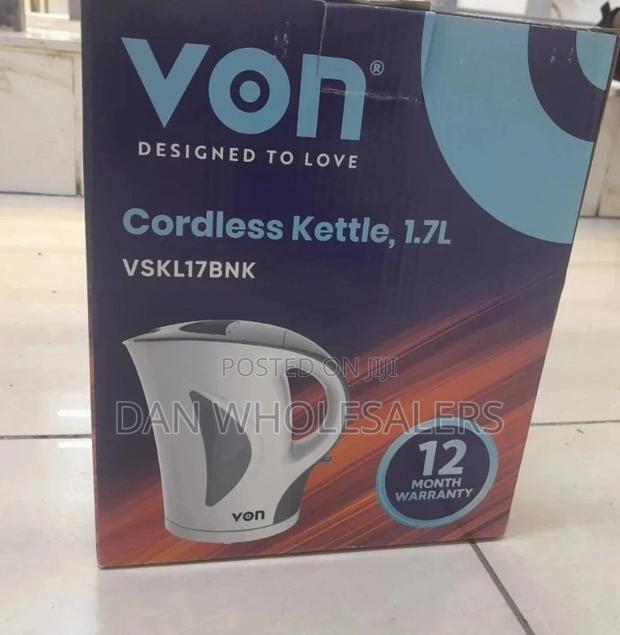 von®
DESIGNED TO LOVE
Cordless Kettle, 1.7L
VSKL17BNK
POSTED ON JIJI
DAN WHOLESALERS
12
MONTH
WARRANTY
von